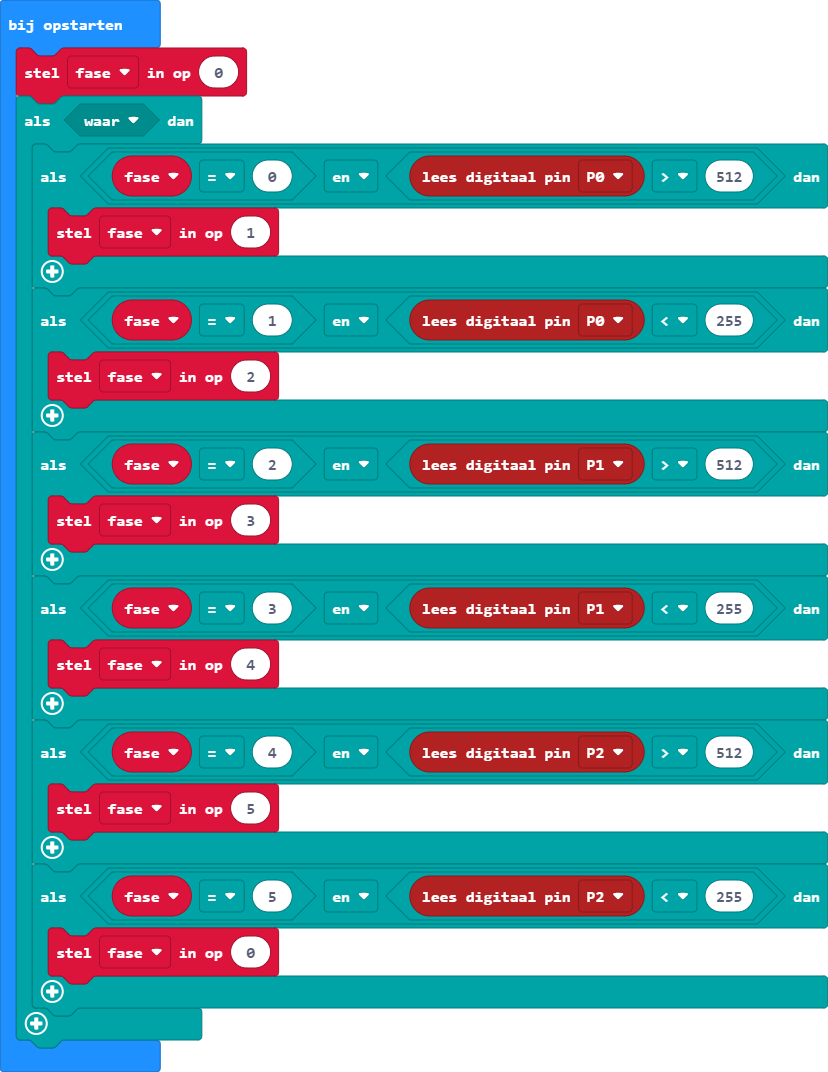 bij opstarten
stel fase in op 0
als waar dan
als fase = 0 en lees digitaal pin P0 > 512 dan
stel fase in op 1
als fase = 1 en lees digitaal pin P0 < 255 dan
stel fase in op 2
als fase = 2 en lees digitaal pin P1 > 512 dan
stel fase in op 3
als fase = 3 en lees digitaal pin P1 < 255 dan
stel fase in op 4
als fase = 4 en lees digitaal pin P2 > 512 dan
stel fase in op 5
als fase = 5 en lees digitaal pin P2 < 255 dan
stel fase in op 0